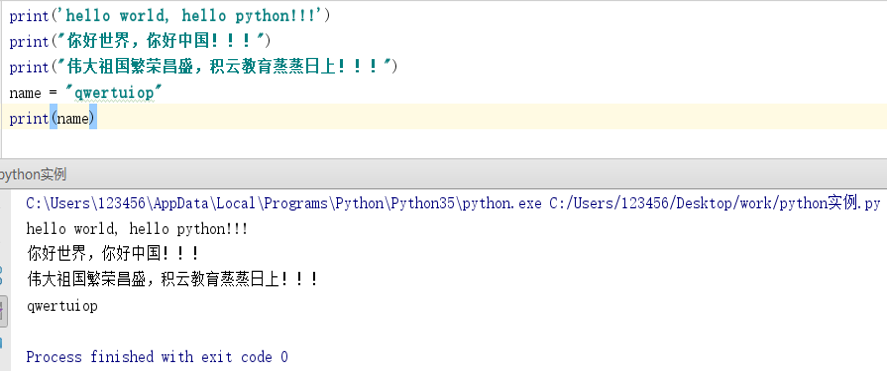 print('hello world, hello python!!!')
print("你好世界，你好中国！！！")
print("伟大祖国繁荣昌盛，积云教育蒸蒸日上！！！")
name = "qwertuiop"
print(name)
python实例
C:\Users\123456\AppData\Local\Programs\Python\Python35\python.exe C:/Users/123456/Desktop/work/python实例.py
hello world, hello python!!!
你好世界，你好中国！！！
伟大祖国繁荣昌盛，积云教育蒸蒸日上！！！
qwertuiop
Process finished with exit code 0